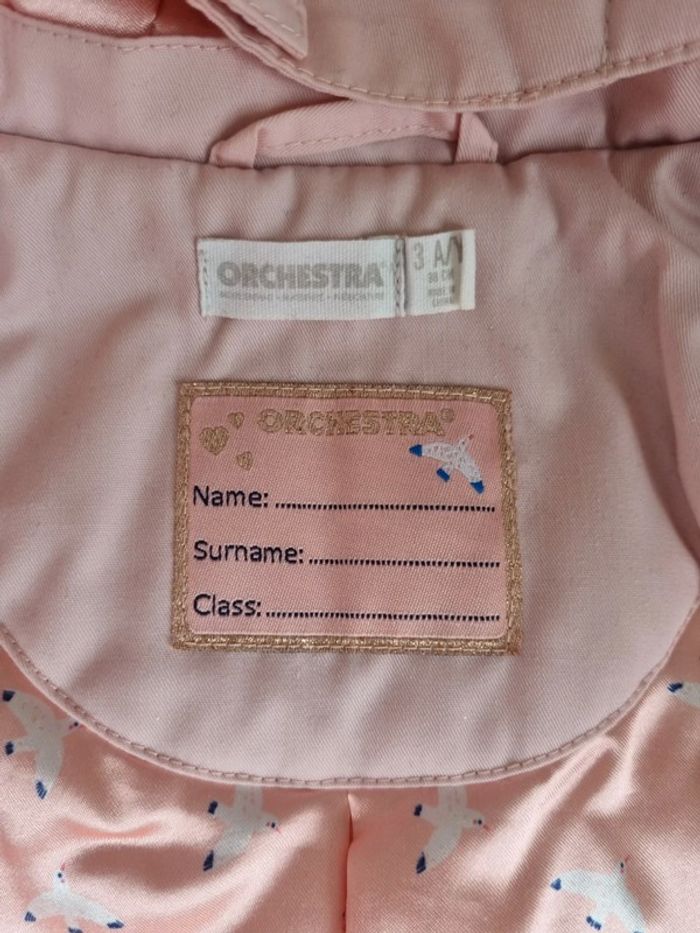 ORCHESTRA
3 A/Y
ORCHESTRA®
Name:
Surname:
Class: